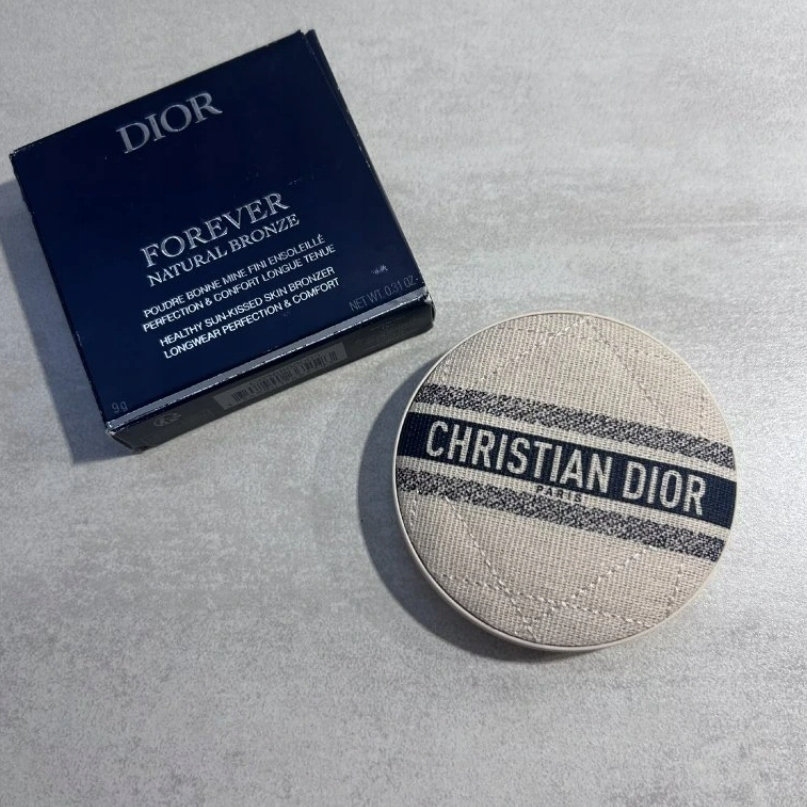 DIOR
FOREVER
NATURAL BRONZE
POUDRE BONNE MINE FINI ENSOLEILLÉ
PERFECTION & CONFORT LONGUE TENUE
HEALTHY SUN-KISSED SKIN BRONZER
LONGWEAR PERFECTION & COMFORT
9g
NET WT. 0.31 OZ.
CHRISTIAN DIOR
PARIS